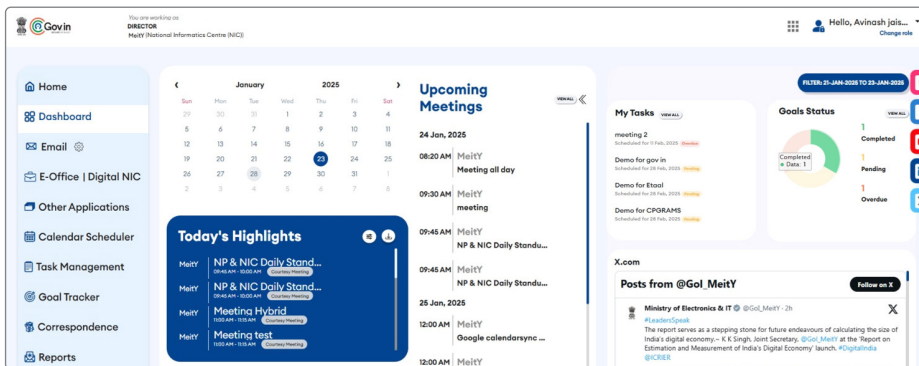 Gov.in
You are working as
DIRECTOR
MeitY (National Informatics Centre (NIC))
Hello, Avinash jais...
Change role
Home
Dashboard
Email
E-Office | Digital NIC
Other Applications
Calendar Scheduler
Task Management
Goal Tracker
Correspondence
Reports
January 2025
Sun Mon Tue Wed Thu Fri Sat
29 30 31 1 2 3 4
5 6 7 8 9 10 11
12 13 14 15 16 17 18
19 20 21 22 23 24 25
26 27 28 29 30 31 1
2 3 4 5 6 7 8
Today's Highlights
MeitY NP & NIC Daily Stand...
09:45 AM - 10:00 AM Courtesy Meeting
MeitY NP & NIC Daily Stand...
09:45 AM - 10:00 AM Courtesy Meeting
MeitY Meeting Hybrid
11:00 AM - 11:15 AM Courtesy Meeting
MeitY Meeting test
11:00 AM - 11:15 AM Courtesy Meeting
Upcoming
Meetings
VIEW ALL
24 Jan, 2025
08:20 AM MeitY
Meeting all day
09:30 AM MeitY
meeting
09:45 AM MeitY
NP & NIC Daily Standu...
09:45 AM MeitY
NP & NIC Daily Standu...
25 Jan, 2025
12:00 AM MeitY
Google calendarsync ...
12:00 AM MeitY
FILTER: 21-JAN-2025 TO 23-JAN-2025
My Tasks VIEW ALL
meeting 2
Scheduled for 11 Feb, 2025 Overdue
Demo for gov in
Scheduled for 28 Feb, 2025 Pending
Demo for Etaal
Scheduled for 28 Feb, 2025 Pending
Demo for CPGRAMS
Scheduled for 28 Feb, 2025 Pending
Goals Status VIEW ALL
Completed
Data: 1
1
Completed
1
Pending
1
Overdue
X.com
Posts from @GoI_MeitY
Follow on X
Ministry of Electronics & IT @GoI_MeitY · 2h
#LeadersSpeak
The report serves as a stepping stone for future endeavours of calculating the size of
India's digital economy.– K K Singh, Joint Secretary, @GoI_MeitY at the 'Report on
Estimation and Measurement of India's Digital Economy' launch. #DigitalIndia
@ICRIER